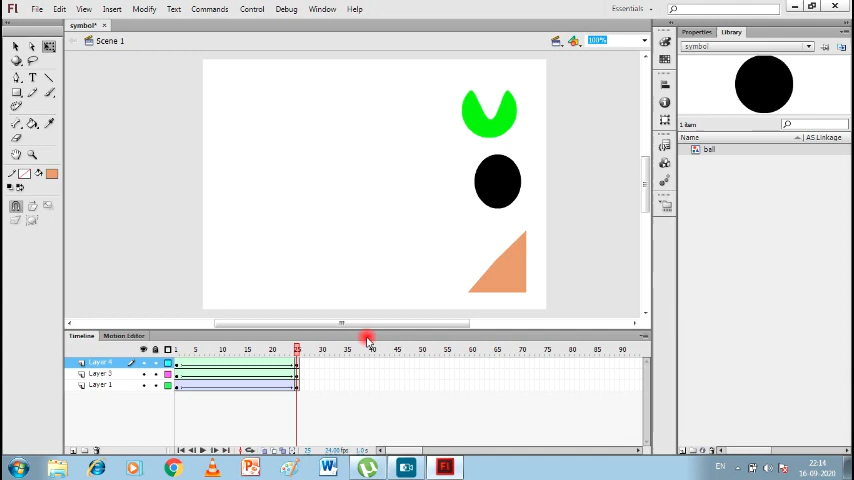 Fl File Edit View Insert Modify Text Commands Control Debug Window Help Essentials
symbol* ×
Scene 1 100%
Properties Library
symbol
1 item
Name AS Linkage
ball
Timeline Motion Editor
1 5 10 15 20 25 30 35 40 45 50 55 60 65 70 75 80 85 90
Layer 4
Layer 3
Layer 1
25 24.00 fps 1.0 s
EN 22:14
16-09-2020